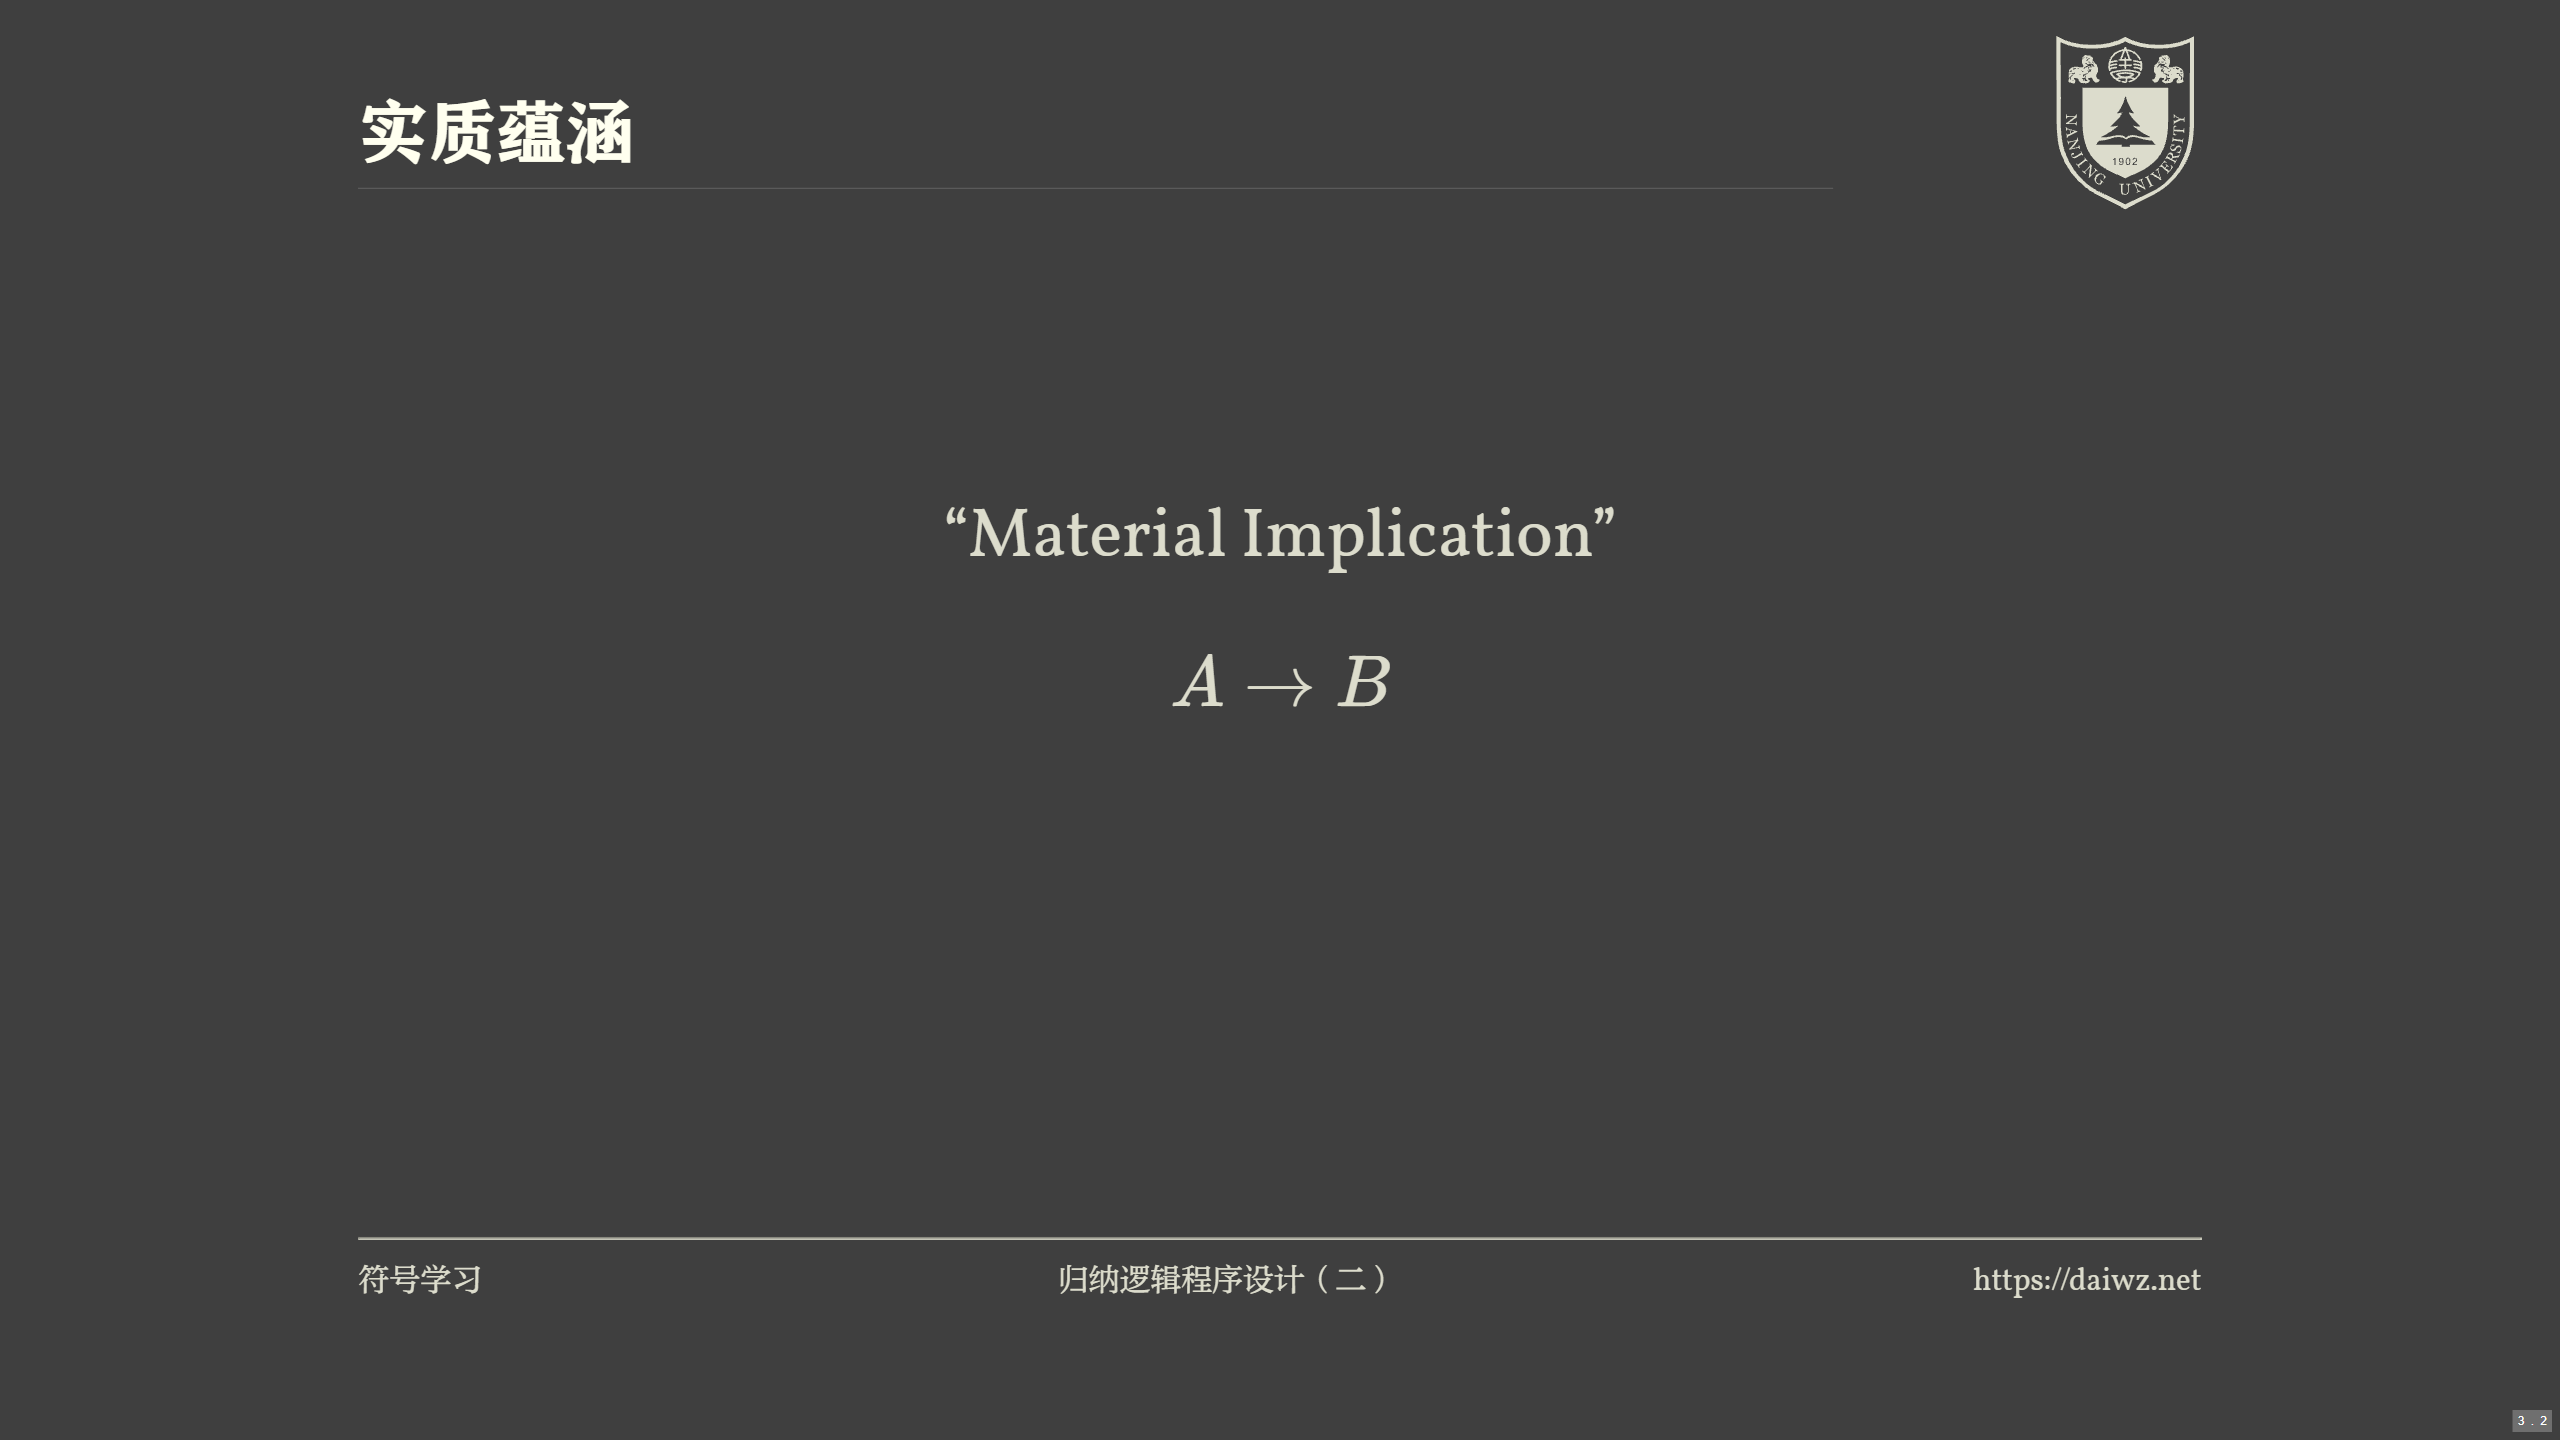 实质蕴涵
NANJING UNIVERSITY
1902
“Material Implication”
A → B
符号学习
归纳逻辑程序设计（二）
https://daiwz.net
3 . 2